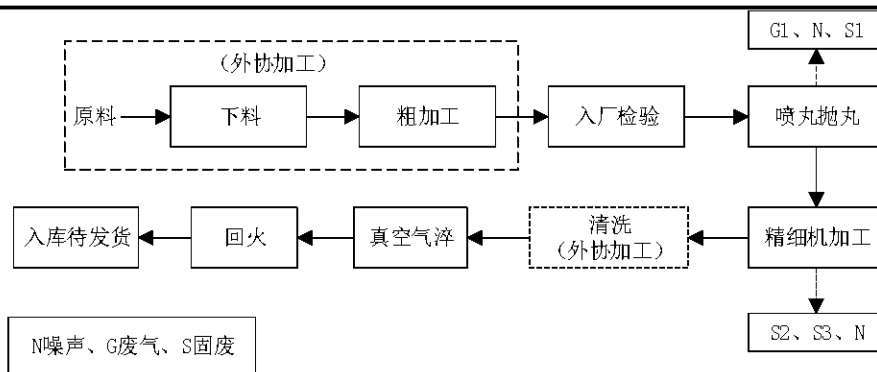 G1、N、S1
(外协加工)
原料
下料
粗加工
入厂检验
喷丸抛丸
入库待发货
回火
真空气淬
清洗
(外协加工)
精细机加工
S2、S3、N
N噪声、G废气、S固废